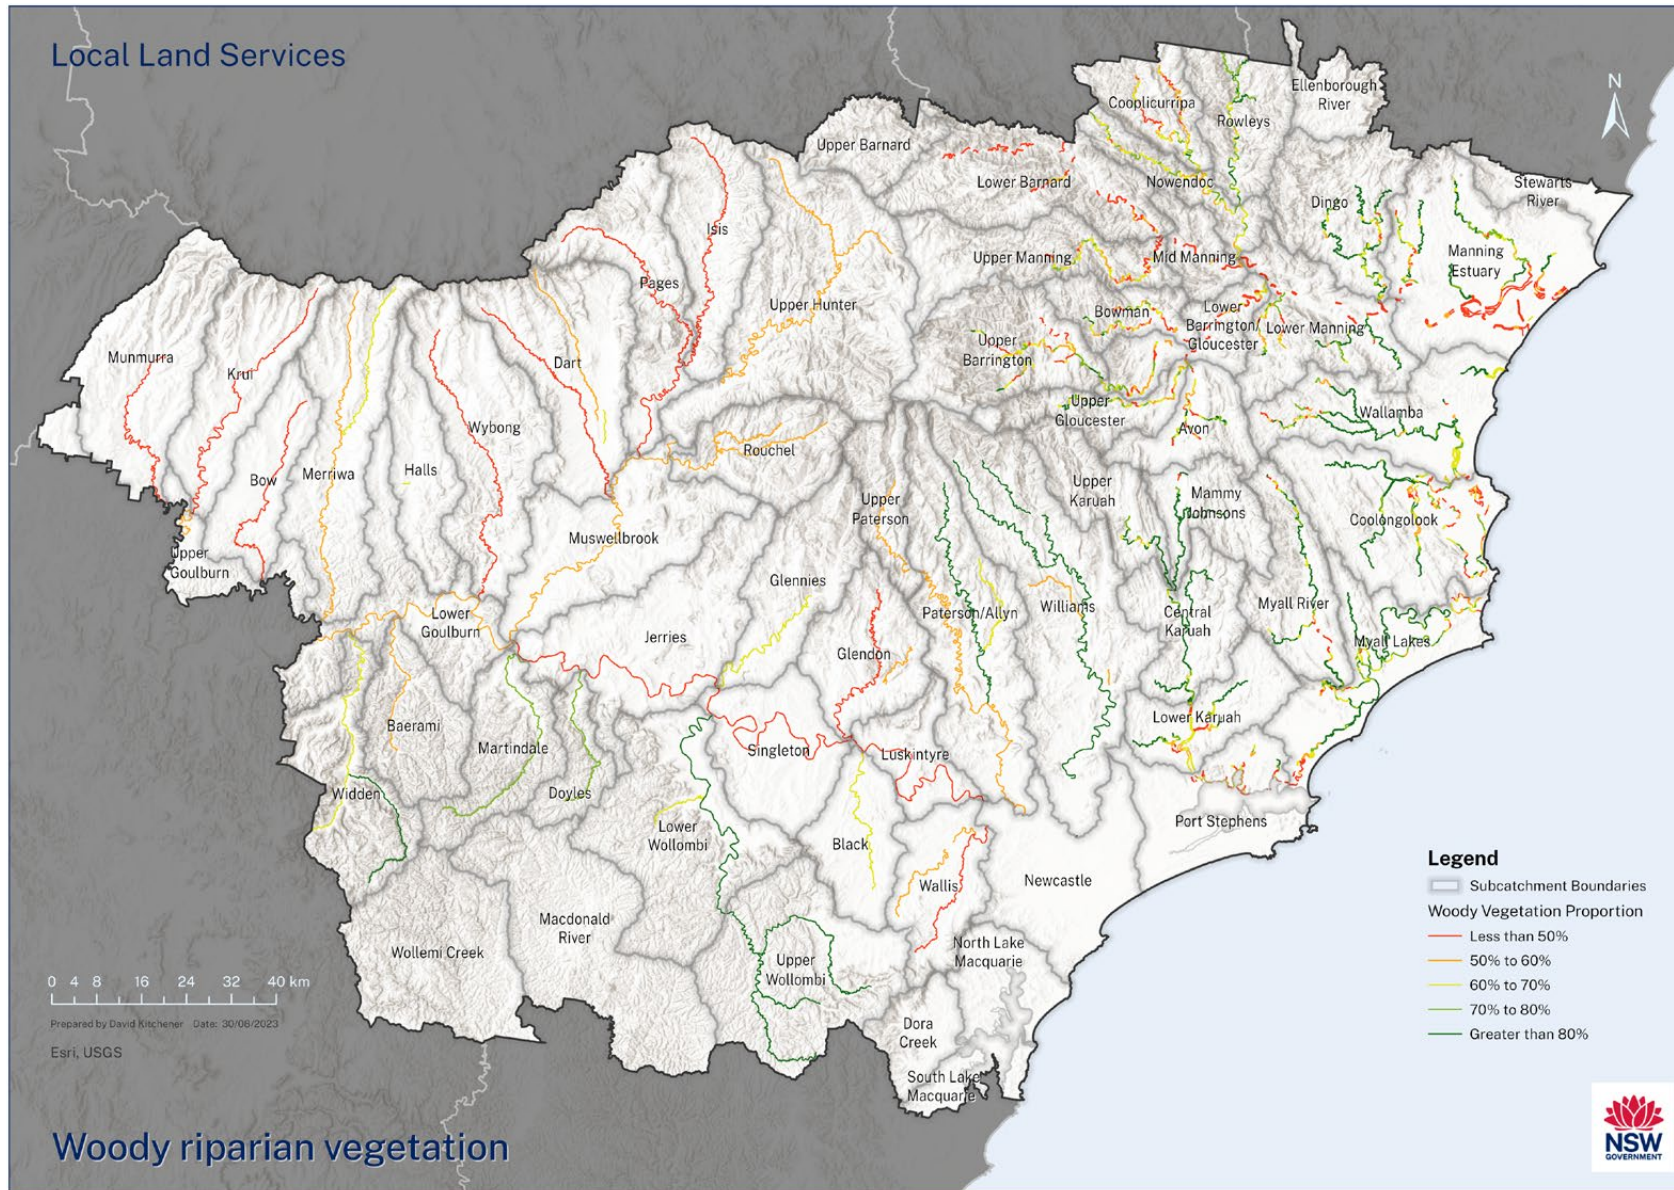 Local Land Services
N
Ellenborough
River
Cooplicurripa
Rowleys
Upper Barnard
Lower Barnard
Nowendoc
Stewarts
River
Dingo
Isis
Upper Manning
Mid Manning
Manning
Estuary
Pages
Upper Hunter
Bowman
Lower
Barrington/
Gloucester
Lower Manning
Munmurra
Krui
Dart
Upper
Barrington
Upper
Gloucester
Wallamba
Avon
Wybong
Rouchel
Bow
Merriwa
Halls
Upper
Karuah
Mammy
Johnsons
Upper
Paterson
Coolongolook
Muswellbrook
Upper
Goulburn
Glennies
Lower
Goulburn
Jerries
Paterson/Allyn
Williams
Central
Karuah
Myall River
Myall Lakes
Glendon
Baerami
Martindale
Singleton
Luskintyre
Lower Karuah
Widden
Doyles
Lower
Wollombi
Black
Port Stephens
Wallis
Newcastle
Macdonald
River
Wollemi Creek
Upper
Wollombi
North Lake
Macquarie
Dora
Creek
South Lake
Macquarie
Legend
Subcatchment Boundaries
Woody Vegetation Proportion
Less than 50%
50% to 60%
60% to 70%
70% to 80%
Greater than 80%
0 4 8 16 24 32 40 km
Prepared by David Kitchener Date: 30/08/2023
Esri, USGS
Woody riparian vegetation
NSW
GOVERNMENT